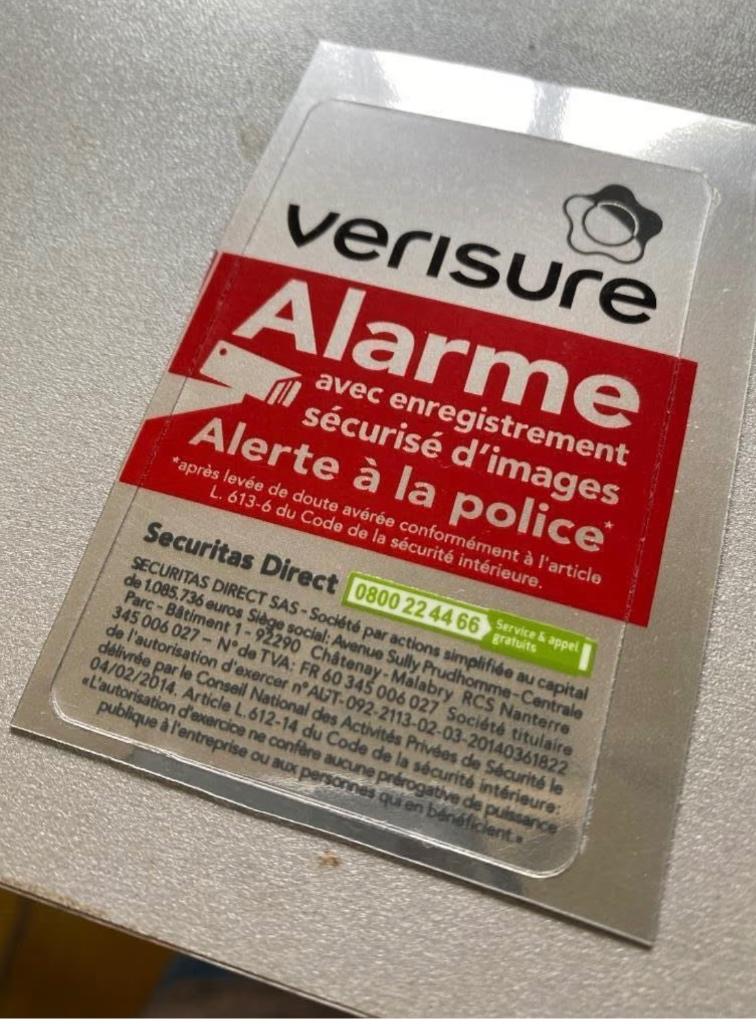 verisure
Alarme
avec enregistrement
sécurisé d'images
Alerte à la police*
*après levée de doute avérée conformément à l'article
L. 613-6 du Code de la sécurité intérieure.
Securitas Direct 0800 22 44 66 Service & appel
gratuits
SECURITAS DIRECT SAS - Société par actions simplifiée au capital
de 1.085.736 euros Siège social: Avenue Sully Prudhomme - Centrale
Parc - Bâtiment 1 - 92290 Châtenay-Malabry RCS Nanterre
345 006 027 - N° de TVA: FR 60 345 006 027 Société titulaire
de l'autorisation d'exercer n° AUT-092-2113-02-03-20140361822
délivrée par le Conseil National des Activités Privées de Sécurité le
04/02/2014. Article L.612-14 du Code de la sécurité intérieure:
«L'autorisation d'exercice ne confère aucune prérogative de puissance
publique à l'entreprise ou aux personnes qui en bénéficient.»